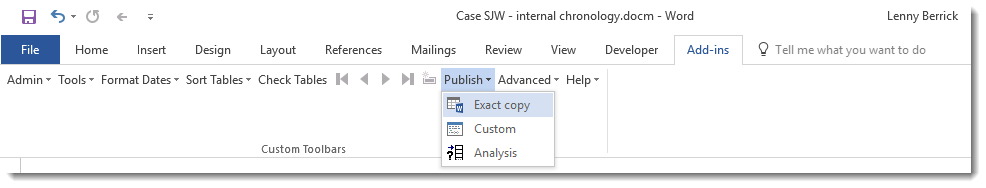 Case SJW - internal chronology.docm - Word Lenny Berrick
File Home Insert Design Layout References Mailings Review View Developer Add-ins Tell me what you want to do
Admin Tools Format Dates Sort Tables Check Tables Publish Advanced Help
Exact copy
Custom
Analysis
Custom Toolbars